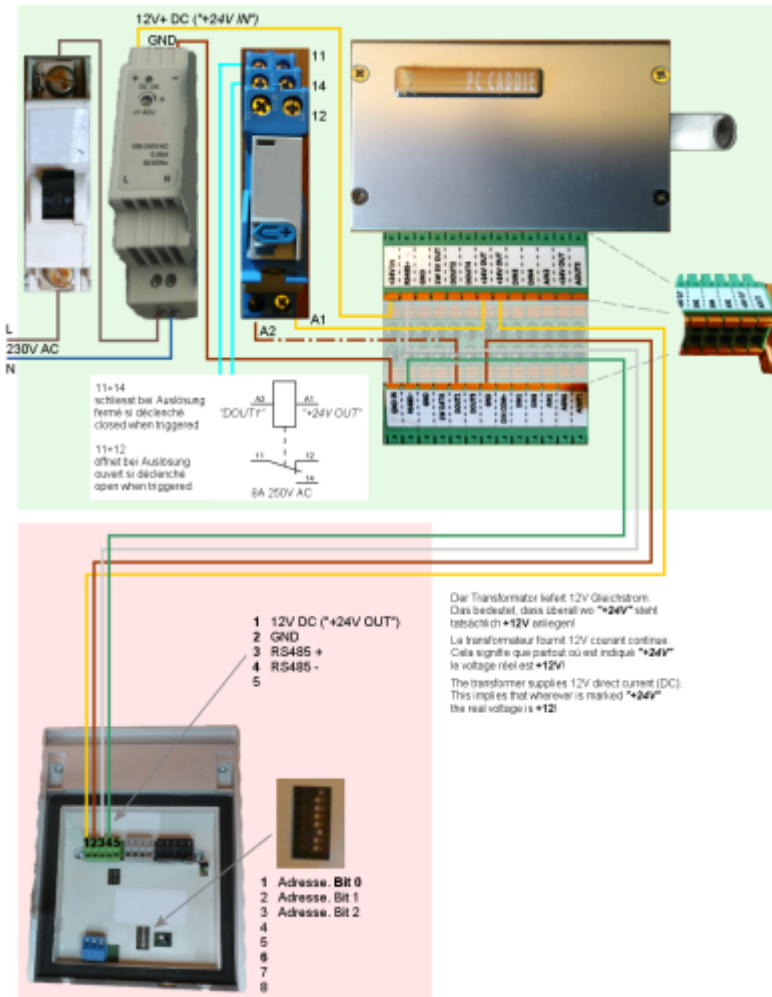 12V+ DC ("+24V IN")
GND
+ -
DC OK
L N
11
14
12
PC CADDIE
A2
A1
L
230V AC
N
11+14
schliesst bei Auslösung
fermé si déclenché
closed when triggered
11+12
öffnet bei Auslösung
ouvert si déclenché
open when triggered
A2 A1
"DOUT1" "+24V OUT"
11 12
14
8A 250V AC
1 12V DC ("+24V OUT")
2 GND
3 RS485 +
4 RS485 -
5
Der Transformator liefert 12V Gleichstrom.
Das bedeutet, dass überall wo "+24V" steht
tatsächlich +12V anliegen!
Le transformateur fournit 12V courant continue.
Cela signifie que partout où est indiqué "+24V"
le voltage réel est +12V!
The transformer supplies 12V direct current (DC).
This implies that wherever is marked "+24V"
the real voltage is +12!
12345
1 Adresse. Bit 0
2 Adresse. Bit 1
3 Adresse. Bit 2
4
5
6
7
8